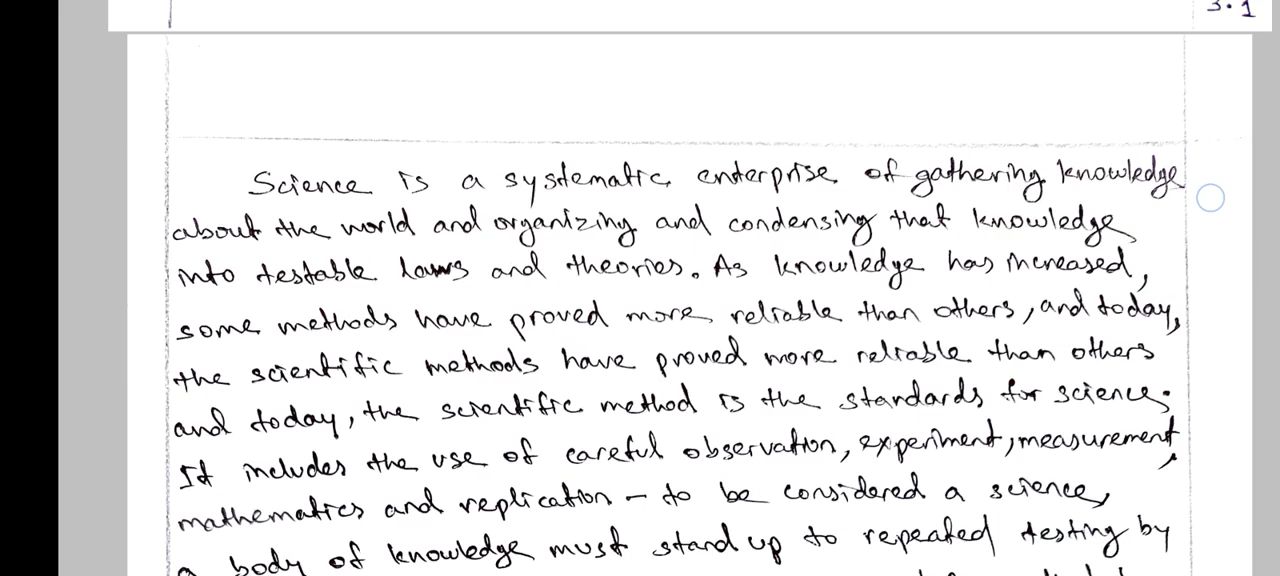 3.1
Science is a systematic enterprise of gathering knowledge
about the world and organizing and condensing that knowledge
into testable laws and theories. As knowledge has increased,
some methods have proved more reliable than others, and today,
the scientific methods have proved more reliable than others
and today, the scientific method is the standards for science.
It includes the use of careful observation, experiment, measurement,
mathematics and replication - to be considered a science,
a body of knowledge must stand up to repeated testing by